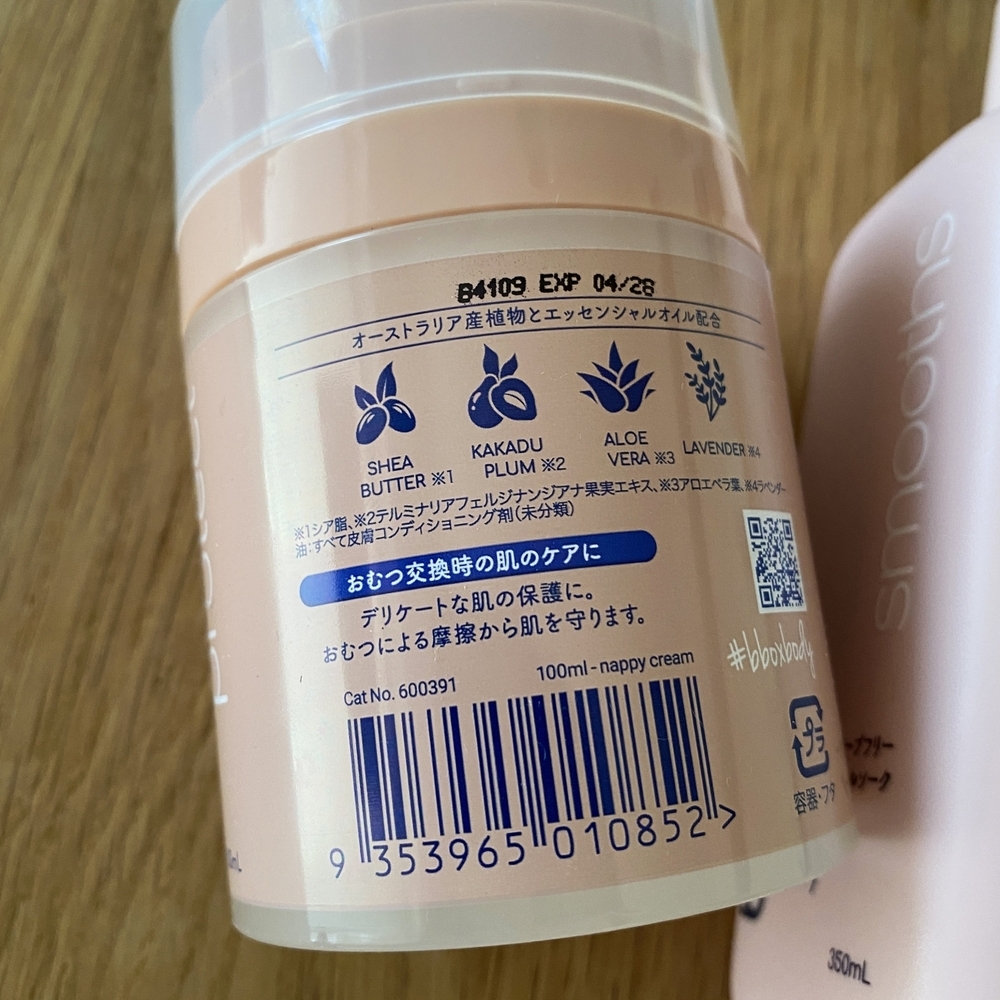 B4109 EXP 04/26
オーストラリア産植物とエッセンシャルオイル配合
SHEA
BUTTER ※1
KAKADU
PLUM ※2
ALOE
VERA ※3
LAVENDER ※4
※1シア脂、※2テルミナリアフェルジナンジアナ果実エキス、※3アロエベラ葉、※4ラベンダー
油：すべて皮膚コンディショニング剤（未分類）
おむつ交換時の肌のケアに
デリケートな肌の保護に。
おむつによる摩擦から肌を守ります。
#bboxbody
Cat No. 600391
100ml - nappy cream
9 353965 010852 >
プラ
容器・フタ
smooths
350mL